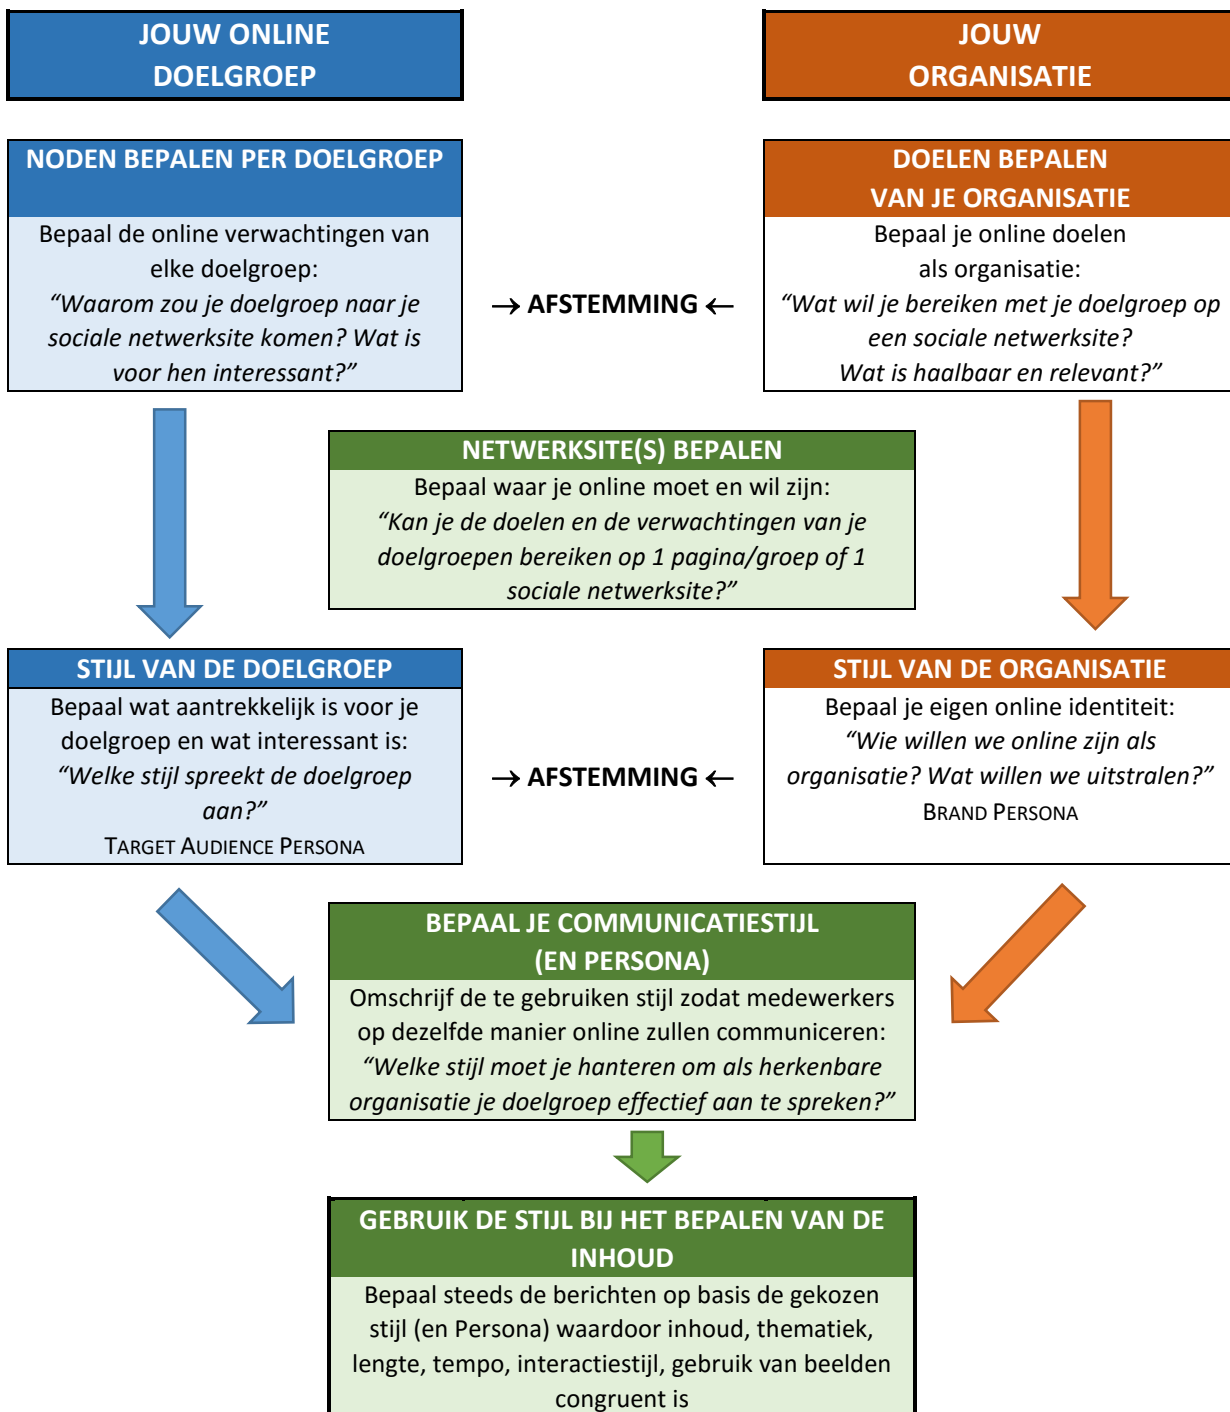 JOUW ONLINE
DOELGROEP
JOUW
ORGANISATIE
NODEN BEPALEN PER DOELGROEP
Bepaal de online verwachtingen van
elke doelgroep:
“Waarom zou je doelgroep naar je
sociale netwerksite komen? Wat is
voor hen interessant?”
→ AFSTEMMING ←
DOELEN BEPALEN
VAN JE ORGANISATIE
Bepaal je online doelen
als organisatie:
“Wat wil je bereiken met je doelgroep op
een sociale netwerksite?
Wat is haalbaar en relevant?”
NETWERKSITE(S) BEPALEN
Bepaal waar je online moet en wil zijn:
“Kan je de doelen en de verwachtingen van je
doelgroepen bereiken op 1 pagina/groep of 1
sociale netwerksite?”
STIJL VAN DE DOELGROEP
Bepaal wat aantrekkelijk is voor je
doelgroep en wat interessant is:
“Welke stijl spreekt de doelgroep
aan?”
TARGET AUDIENCE PERSONA
→ AFSTEMMING ←
STIJL VAN DE ORGANISATIE
Bepaal je eigen online identiteit:
“Wie willen we online zijn als
organisatie? Wat willen we uitstralen?”
BRAND PERSONA
BEPAAL JE COMMUNICATIESTIJL
(EN PERSONA)
Omschrijf de te gebruiken stijl zodat medewerkers
op dezelfde manier online zullen communiceren:
“Welke stijl moet je hanteren om als herkenbare
organisatie je doelgroep effectief aan te spreken?”
GEBRUIK DE STIJL BIJ HET BEPALEN VAN DE
INHOUD
Bepaal steeds de berichten op basis de gekozen
stijl (en Persona) waardoor inhoud, thematiek,
lengte, tempo, interactiestijl, gebruik van beelden
congruent is